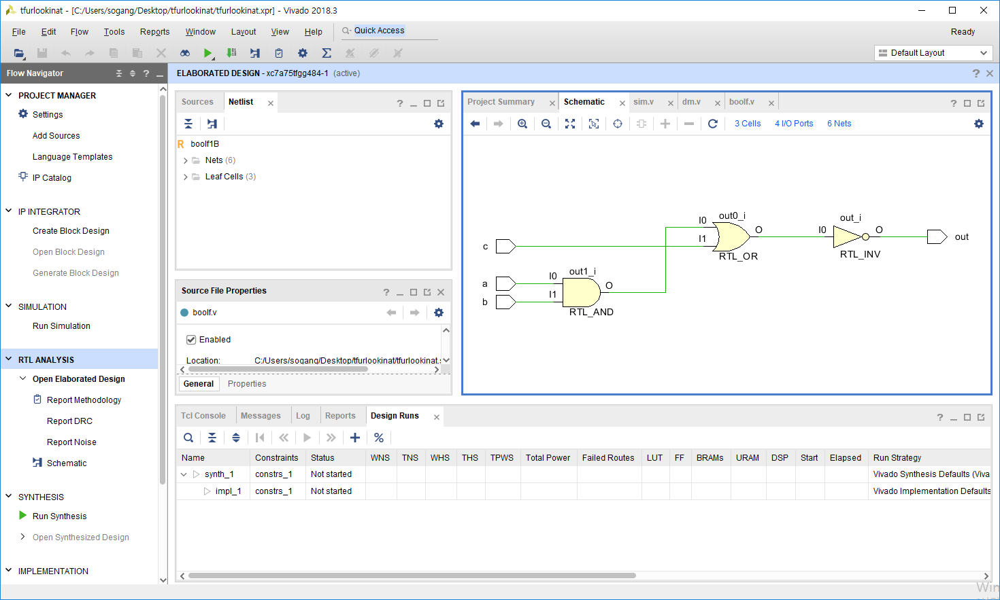 tfurlookinat - [C:/Users/sogang/Desktop/tfurlookinat/tfurlookinat.xpr] - Vivado 2018.3
File Edit Flow Tools Reports Window Layout View Help Quick Access Ready
Default Layout
Flow Navigator
PROJECT MANAGER
Settings
Add Sources
Language Templates
IP Catalog
IP INTEGRATOR
Create Block Design
Open Block Design
Generate Block Design
SIMULATION
Run Simulation
RTL ANALYSIS
Open Elaborated Design
Report Methodology
Report DRC
Report Noise
Schematic
SYNTHESIS
Run Synthesis
Open Synthesized Design
IMPLEMENTATION
ELABORATED DESIGN - xc7a75tfgg484-1 (active)
Sources Netlist
boolf1B
Nets (6)
Leaf Cells (3)
Source File Properties
boolf.v
Enabled
Location: C:/Users/sogang/Desktop/tfurlookinat/tfurlookinat.
General Properties
Project Summary Schematic sim.v dm.v boolf.v
3 Cells 4 I/O Ports 6 Nets
out0_i
I0
I1
O
RTL_OR
out_i
I0
O
RTL_INV
out
c
a
b
out1_i
I0
I1
O
RTL_AND
Tcl Console Messages Log Reports Design Runs
Name Constraints Status WNS TNS WHS THS TPWS Total Power Failed Routes LUT FF BRAMs URAM DSP Start Elapsed Run Strategy
synth_1 constrs_1 Not started Vivado Synthesis Defaults (Viva
impl_1 constrs_1 Not started Vivado Implementation Defaults
Win